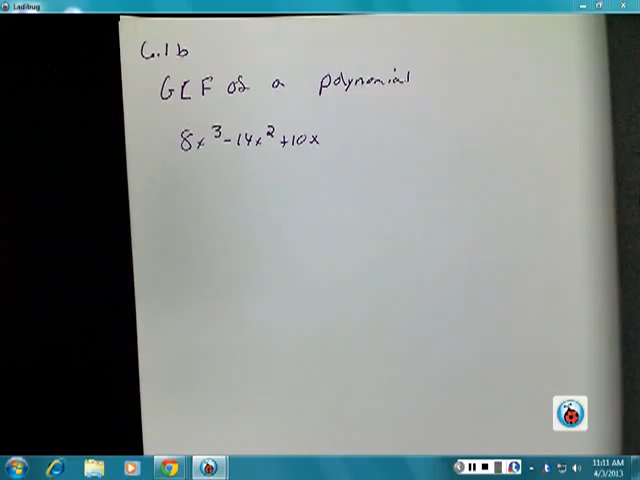 Ladibug
6.1b
GCF of a polynomial
8x³-14x²+10x
11:11 AM
4/3/2013